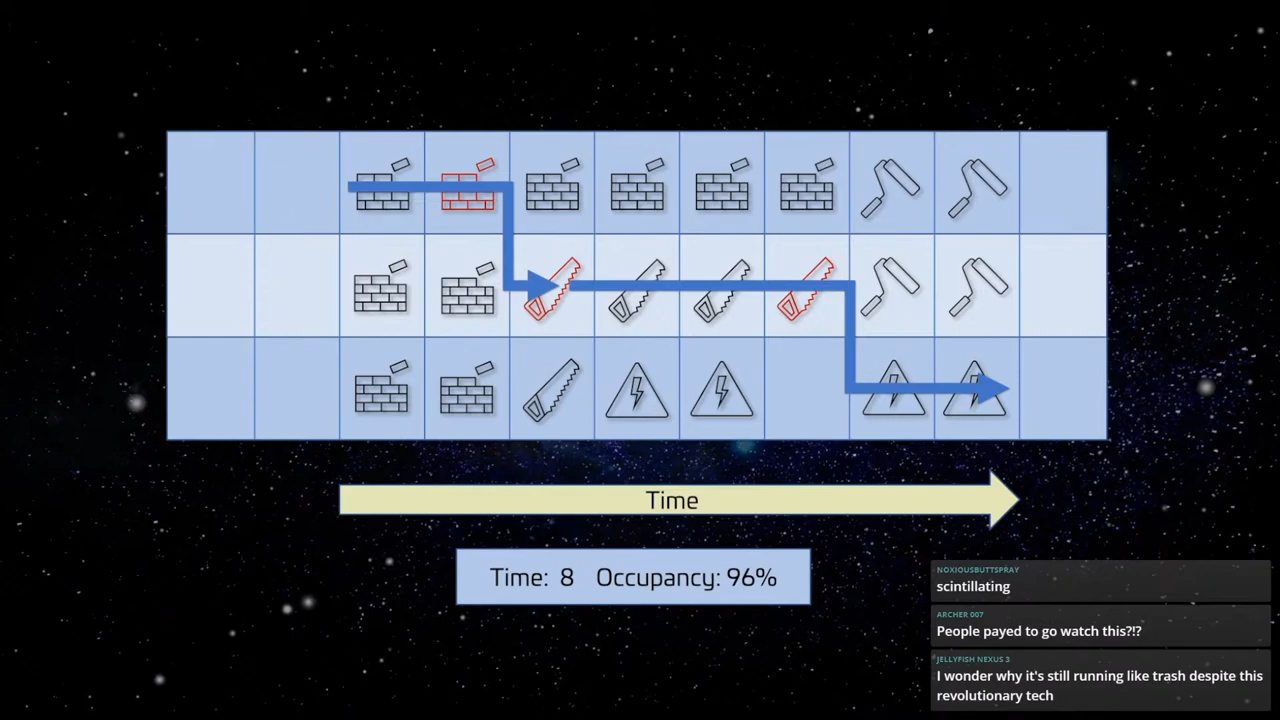 Time
Time: 8 Occupancy: 96%
NOXIOUSBUTTSPRAY
scintillating
ARCHER 007
People payed to go watch this?!?
JELLYFISH NEXUS 3
I wonder why it's still running like trash despite this
revolutionary tech